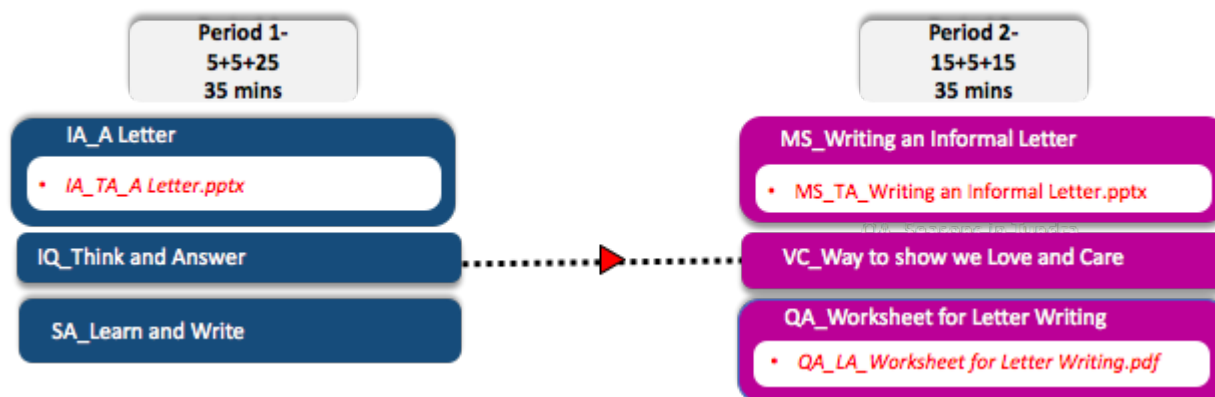 Period 1-
5+5+25
35 mins
IA_A Letter
• IA_TA_A Letter.pptx
IQ_Think and Answer
SA_Learn and Write
Period 2-
15+5+15
35 mins
MS_Writing an Informal Letter
• MS_TA_Writing an Informal Letter.pptx
VC_Way to show we Love and Care
QA_Worksheet for Letter Writing
• QA_LA_Worksheet for Letter Writing.pdf